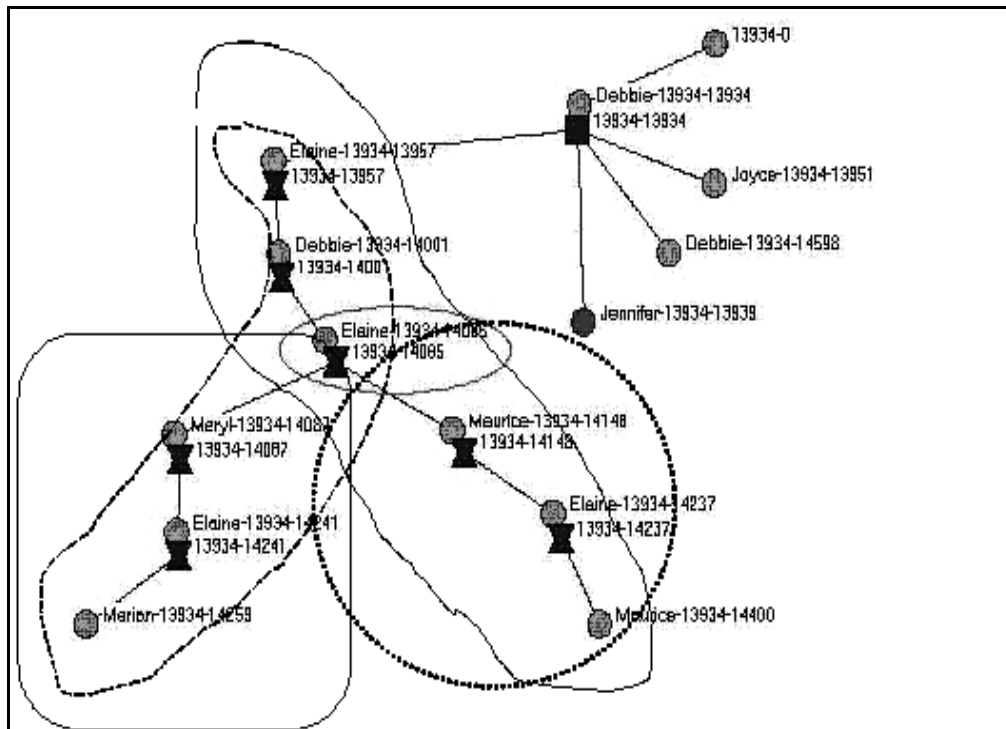 13934-0
Debbie-13934-13934
13934-13934
Elaine-13934-13957
13934-13957
Joyce-13934-13951
Debbie-13934-14001
13934-14001
Debbie-13934-14598
Jennifer-13934-13939
Elaine-13934-14085
13934-14085
Meryl-13934-14087
13934-14087
Maurice-13934-14148
13934-14148
Elaine-13934-14241
13934-14241
Elaine-13934-14237
13934-14237
Marian-13934-14259
Maurice-13934-14400